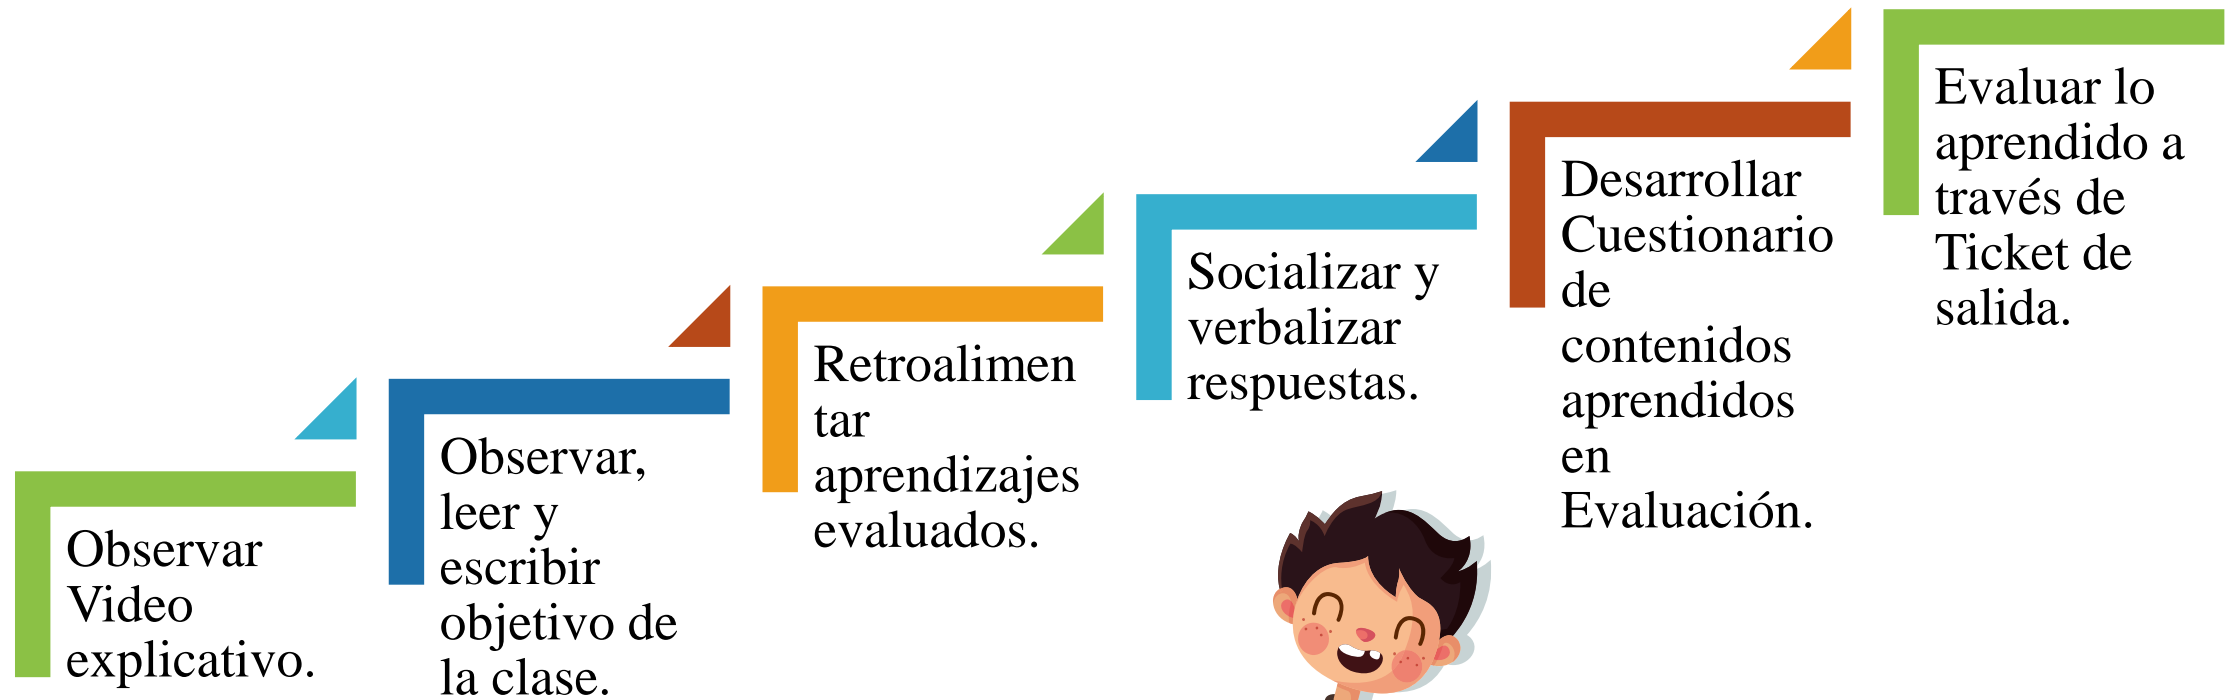 Observar
Video
explicativo.
Observar,
leer y
escribir
objetivo de
la clase.
Retroalimen
tar
aprendizajes
evaluados.
Socializar y
verbalizar
respuestas.
Desarrollar
Cuestionario
de
contenidos
aprendidos
en
Evaluación.
Evaluar lo
aprendido a
través de
Ticket de
salida.